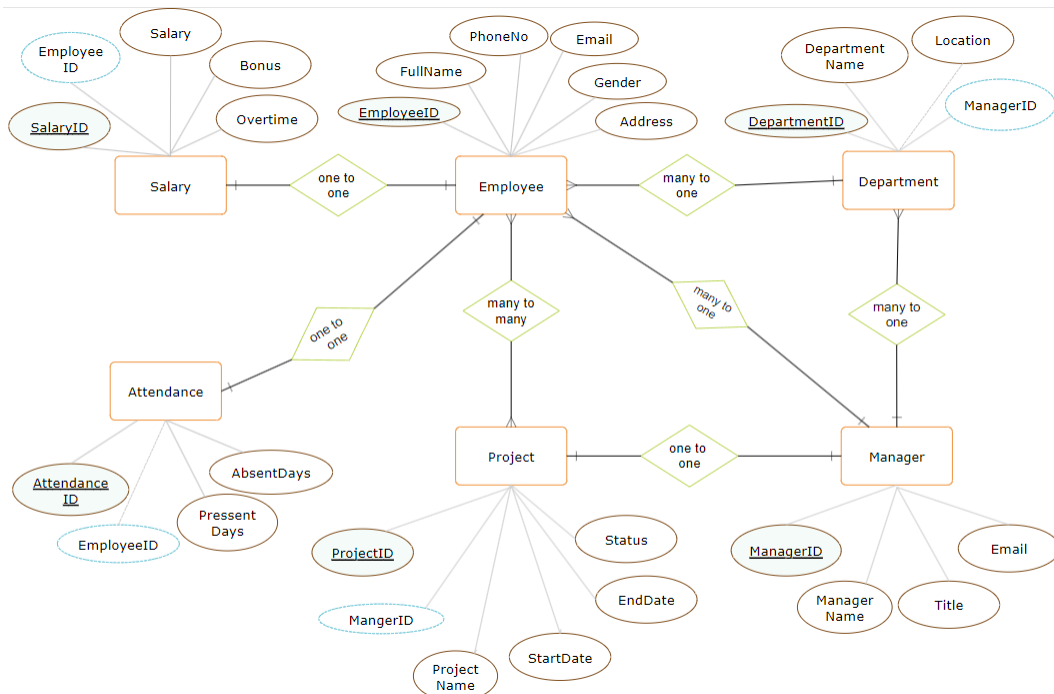 Employee
ID
Salary
Bonus
Overtime
SalaryID
PhoneNo
Email
FullName
Gender
EmployeeID
Address
Department
Name
Location
ManagerID
DepartmentID
Salary
one to
one
Employee
many to
one
Department
one to
one
many to
many
many to
one
many to
one
Attendance
Project
one to
one
Manager
Attendance
ID
AbsentDays
Pressent
Days
EmployeeID
ProjectID
Status
MangerID
EndDate
StartDate
Project
Name
ManagerID
Email
Manager
Name
Title